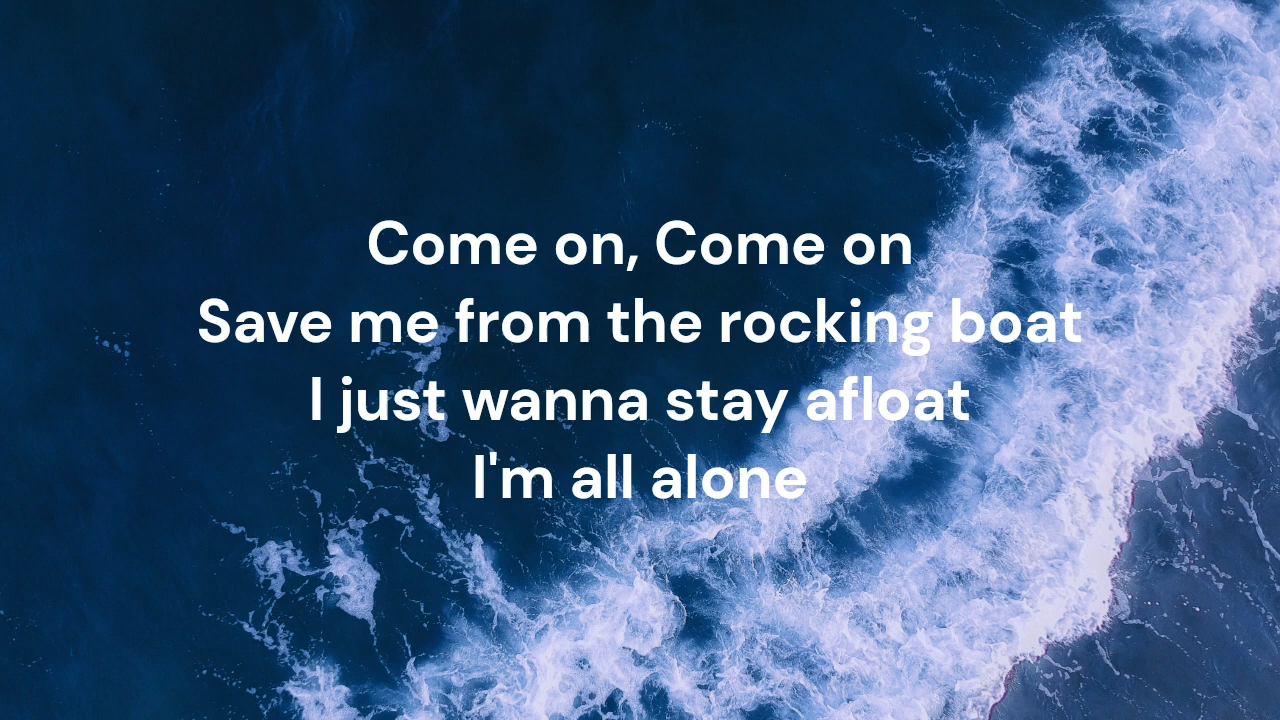 Come on, Come on
Save me from the rocking boat
I just wanna stay afloat
I'm all alone